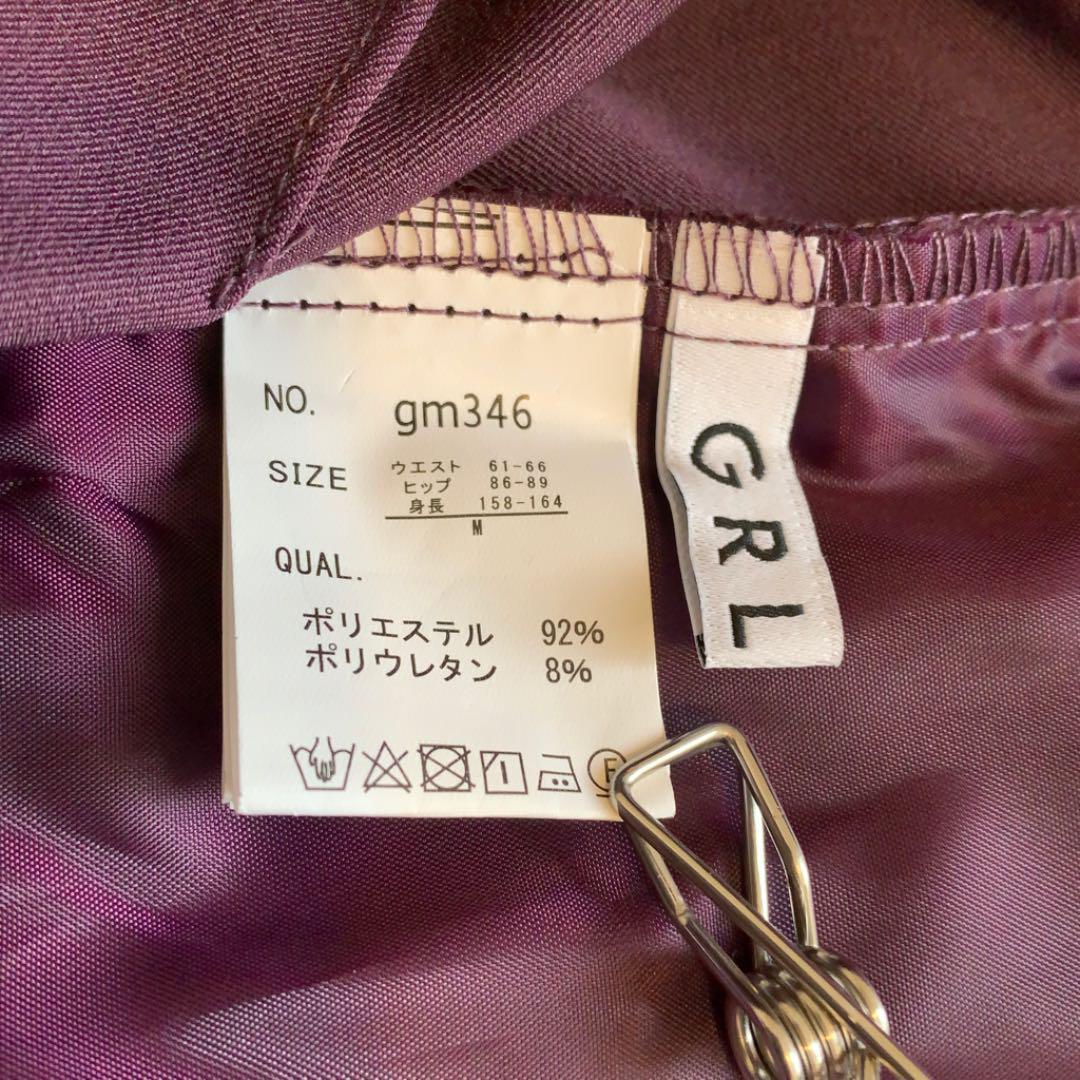 NO. gm346
SIZE ウエスト 61-66
ヒップ 86-89
身長 158-164
M
QUAL.
ポリエステル 92%
ポリウレタン 8%
F
GRL